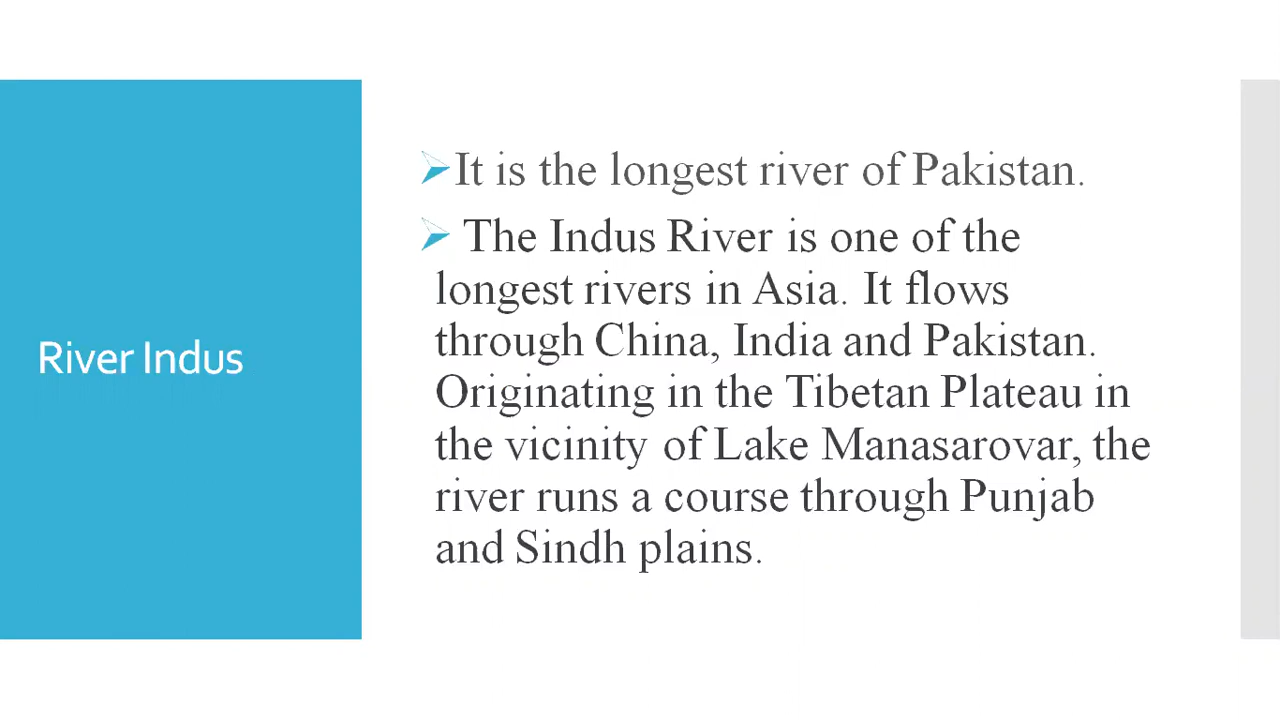 River Indus
It is the longest river of Pakistan.
The Indus River is one of the
longest rivers in Asia. It flows
through China, India and Pakistan.
Originating in the Tibetan Plateau in
the vicinity of Lake Manasarovar, the
river runs a course through Punjab
and Sindh plains.